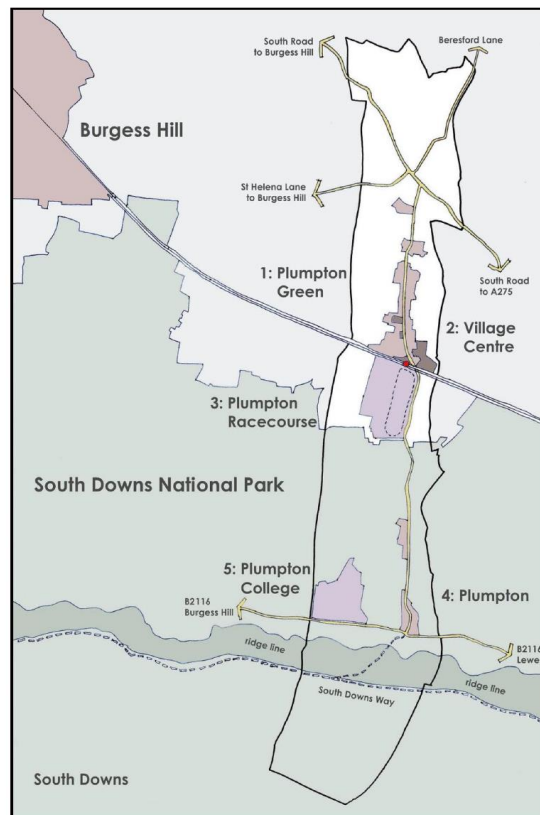 South Road
to Burgess Hill
Beresford Lane
Burgess Hill
St Helena Lane
to Burgess Hill
South Road
to A275
1: Plumpton
Green
2: Village
Centre
3: Plumpton
Racecourse
South Downs National Park
5: Plumpton
College
4: Plumpton
B2116
Burgess Hill
B2116
Lewe
ridge line
ridge line
South Downs Way
South Downs